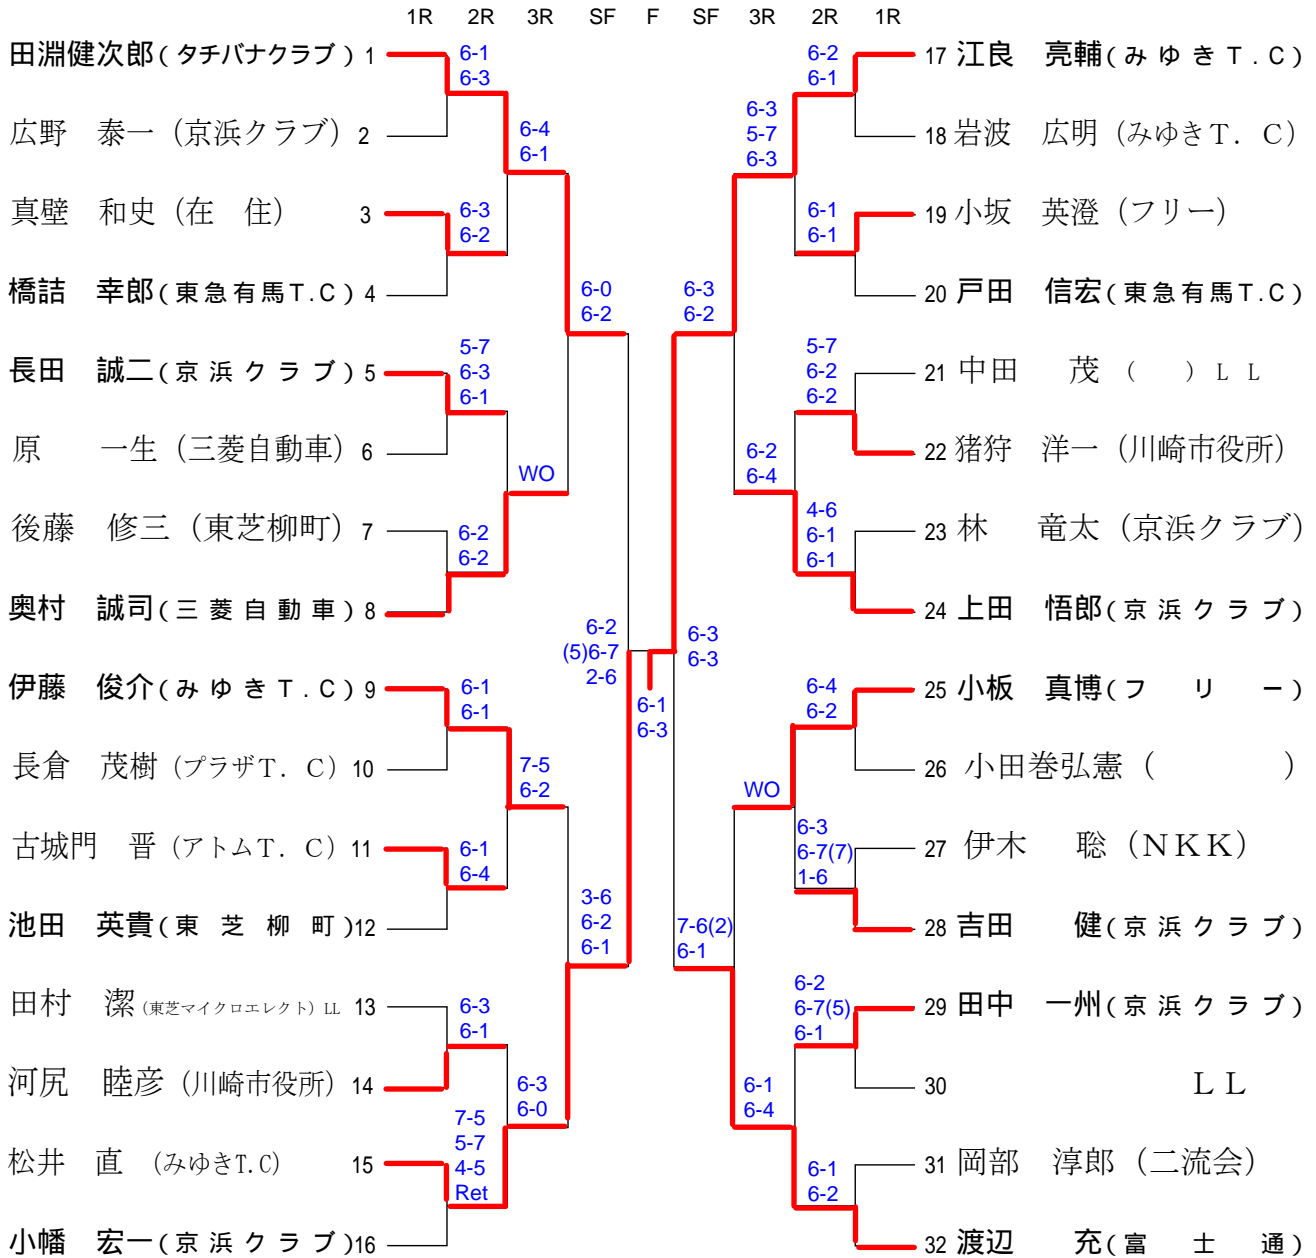 1R 2R 3R SF F SF 3R 2R 1R
田淵健次郎(タチバナクラブ) 1
広野 泰一(京浜クラブ) 2
真壁 和史(在 住) 3
橋詰 幸郎(東急有馬T.C) 4
長田 誠二(京浜クラブ) 5
原 一生(三菱自動車) 6
後藤 修三(東芝柳町) 7
奥村 誠司(三菱自動車) 8
伊藤 俊介(みゆきT.C) 9
長倉 茂樹(プラザT. C) 10
古城門 晋(アトムT. C) 11
池田 英貴(東芝柳町) 12
田村 潔(東芝マイクロエレクト) LL 13
河尻 睦彦(川崎市役所) 14
松井 直 (みゆきT.C) 15
小幡 宏一(京浜クラブ) 16
6-1
6-3
6-3
6-2
5-7
6-3
6-1
6-2
6-2
6-1
6-1
6-1
6-4
6-3
6-1
7-5
5-7
4-5
Ret
6-4
6-1
WO
7-5
6-2
6-3
6-0
6-0
6-2
3-6
6-2
6-1
6-2
(5)6-7
2-6
6-1
6-3
6-3
6-3
6-3
6-2
7-6(2)
6-1
6-3
5-7
6-3
6-2
6-4
WO
6-1
6-4
6-2
6-1
6-1
6-1
5-7
6-2
6-2
4-6
6-1
6-1
6-4
6-2
6-3
6-7(7)
1-6
6-2
6-7(5)
6-1
6-1
6-2
17 江良 亮輔(みゆきT.C)
18 岩波 広明(みゆきT. C)
19 小坂 英澄(フリー)
20 戸田 信宏(東急有馬T.C)
21 中田 茂( )LL
22 猪狩 洋一(川崎市役所)
23 林 竜太(京浜クラブ)
24 上田 悟郎(京浜クラブ)
25 小板 真博(フリー)
26 小田巻弘憲( )
27 伊木 聡(NKK)
28 吉田 健(京浜クラブ)
29 田中 一州(京浜クラブ)
30 LL
31 岡部 淳郎(二流会)
32 渡辺 充(富士通)